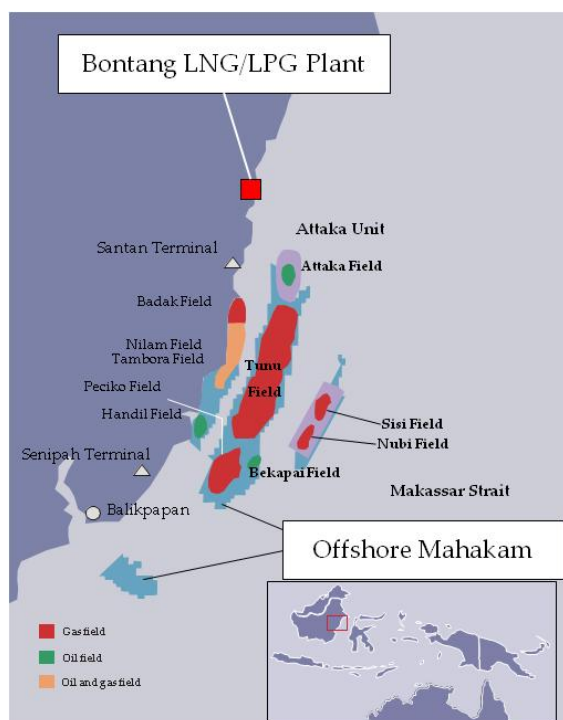 Bontang LNG/LPG Plant
Attaka Unit
Santan Terminal
Attaka Field
Badak Field
Nilam Field
Tambora Field
Tunu
Field
Peciko Field
Handil Field
Sisi Field
Nubi Field
Senipah Terminal
Bekapai Field
Makassar Strait
Balikpapan
Offshore Mahakam
Gasfield
Oil field
Oil and gasfield